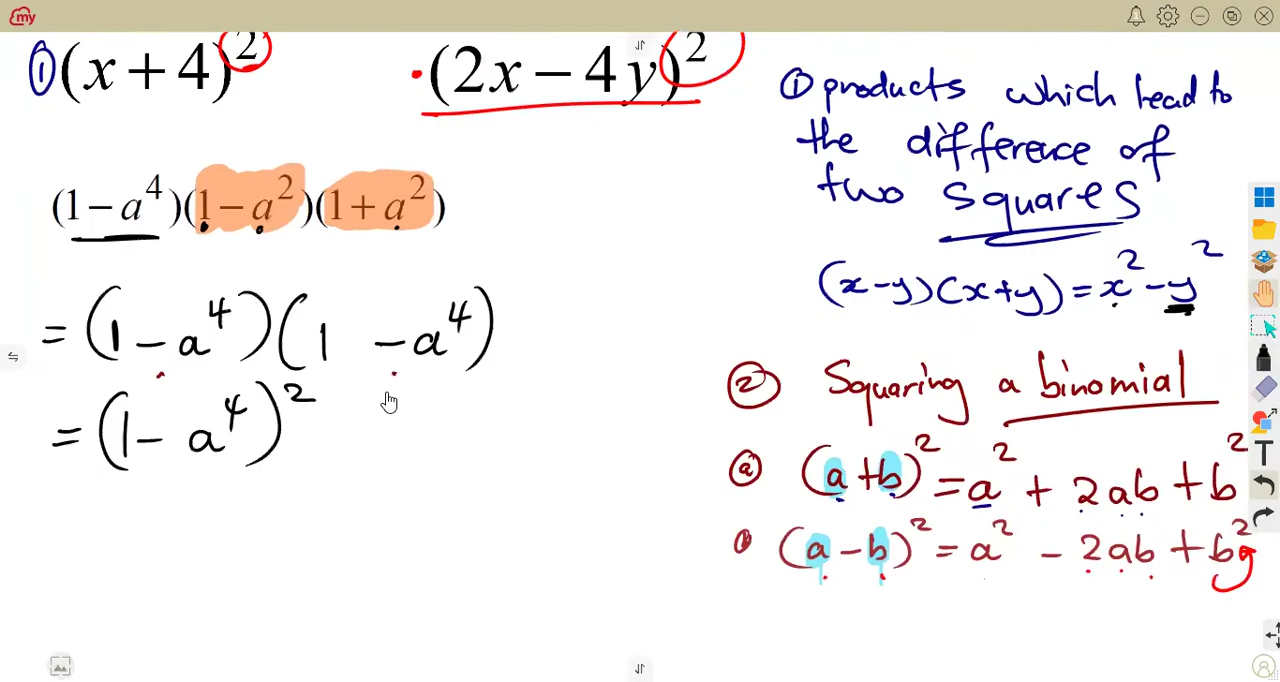 my
① (x + 4)²
(2x − 4y)²
(1 − a⁴)(1 − a²)(1 + a²)
= (1 − a⁴)(1 − a⁴)
= (1 − a⁴)²
① products which lead to
the difference of
two squares
(x−y)(x+y) = x² − y²
② Squaring a binomial
ⓐ (a + b)² = a² + 2ab + b²
(a − b)² = a² − 2ab + b²
T